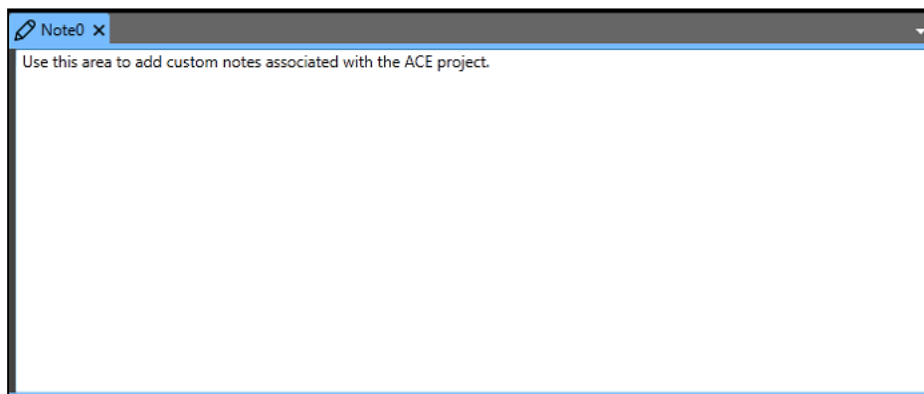 Note0
Use this area to add custom notes associated with the ACE project.